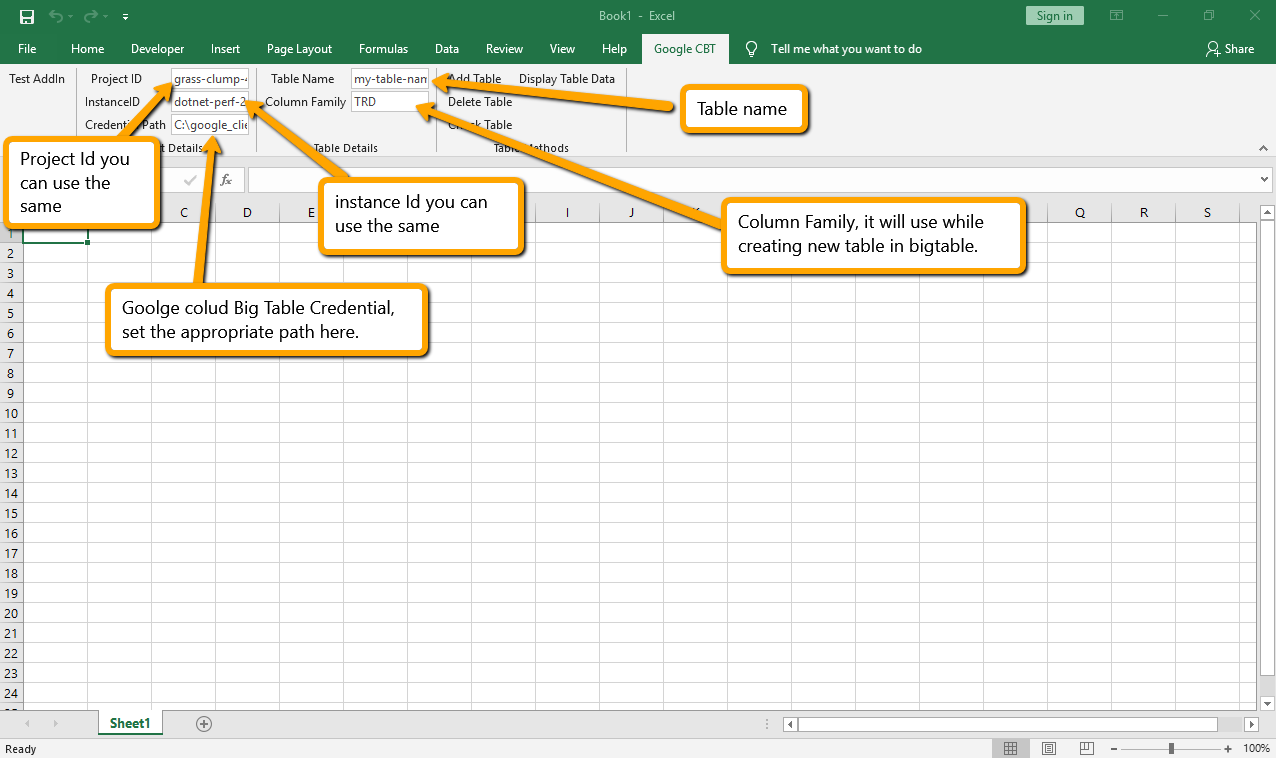 Book1 - Excel
Sign in
File Home Developer Insert Page Layout Formulas Data Review View Help Google CBT Tell me what you want to do Share
Test AddIn Project ID grass-clump-4 Table Name my-table-nam Add Table Display Table Data
InstanceID dotnet-perf-2 Column Family TRD Delete Table
Credential Path C:\google_clie Check Table
Details Table Details Table Methods
Table name
Project Id you
can use the
same
instance Id you can
use the same
Column Family, it will use while
creating new table in bigtable.
Goolge colud Big Table Credential,
set the appropriate path here.
fx
C D E I J Q R S
1
2
3
4
5
6
7
8
9
10
11
12
13
14
15
16
17
18
19
20
21
22
23
24
Sheet1
Ready
100%